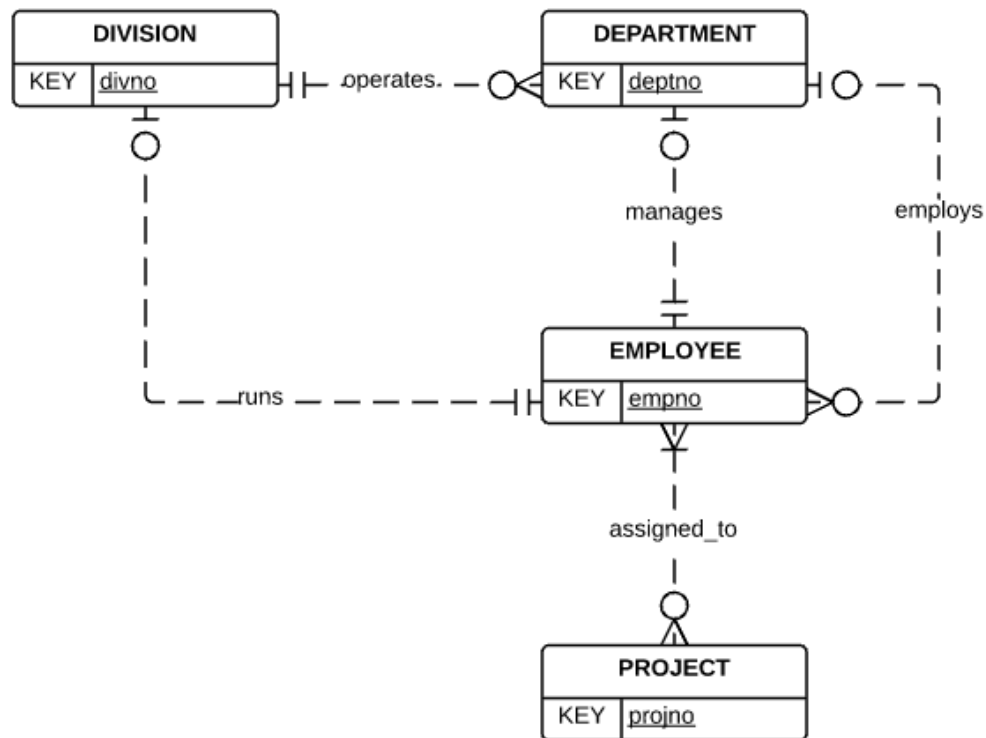 DIVISION
KEY divno
operates
DEPARTMENT
KEY deptno
manages
employs
EMPLOYEE
KEY empno
runs
assigned_to
PROJECT
KEY projno